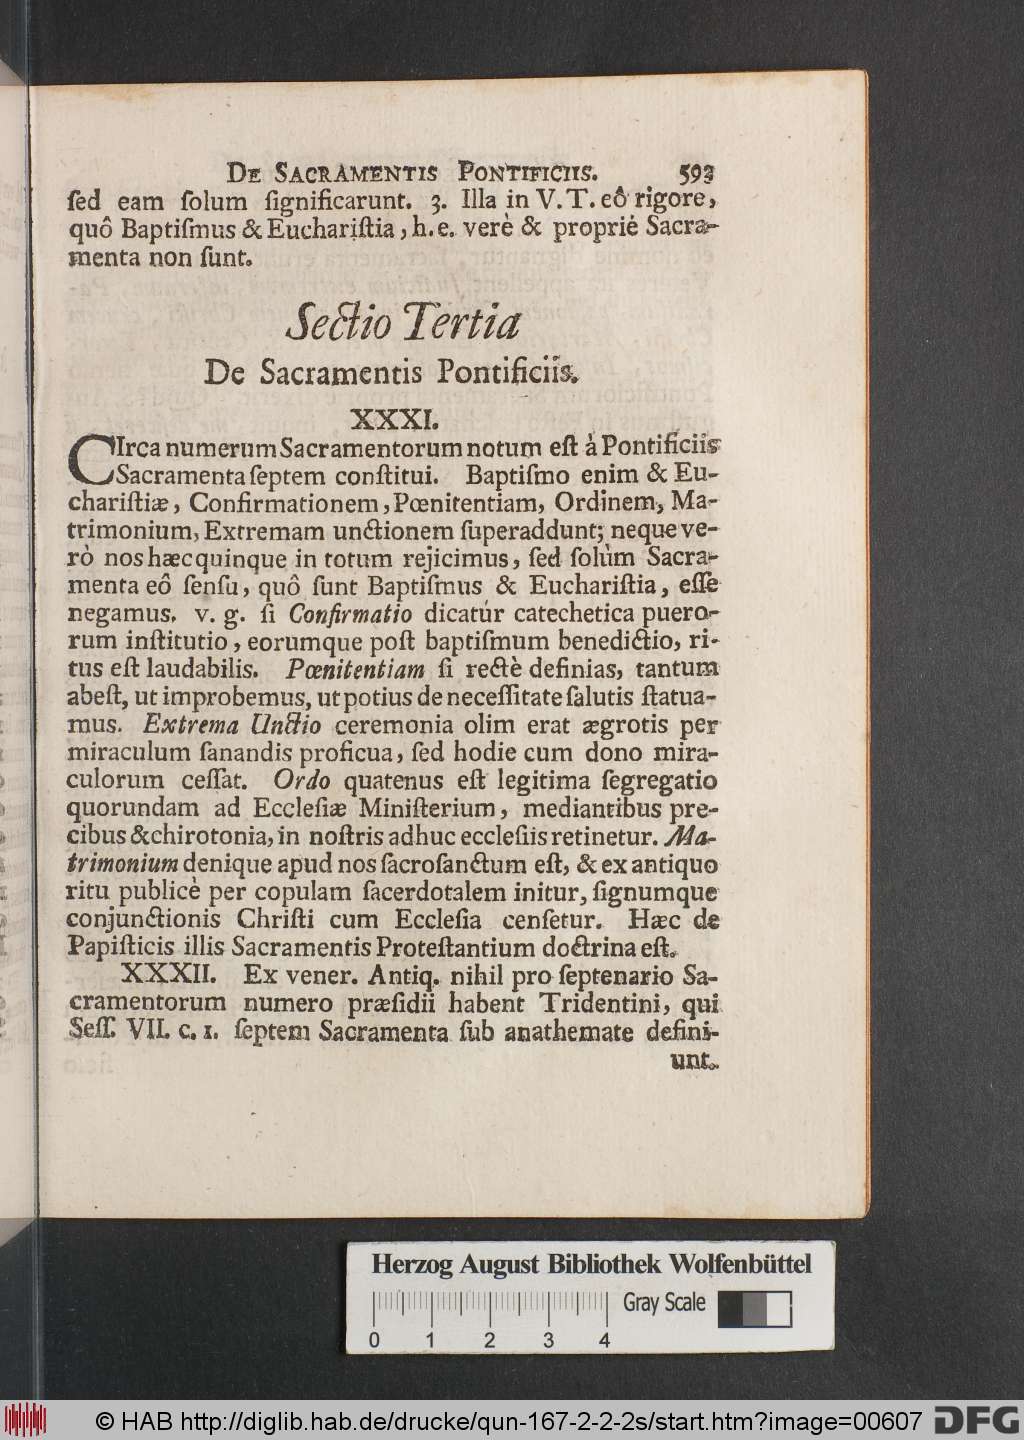 De Sacramentis Pontificiis. 593
ſed eam ſolum ſignificarunt. 3. Illa in V. T. eô rigore,
quô Baptiſmus & Euchariſtia, h. e. verè & propriè Sacra-
menta non ſunt.
Sectio Tertia
De Sacramentis Pontificiis.
XXXI.
CIrca numerum Sacramentorum notum eſt à Pontificiis
Sacramenta ſeptem conſtitui. Baptiſmo enim & Eu-
chariſtiæ, Confirmationem, Pœnitentiam, Ordinem, Ma-
trimonium, Extremam unctionem ſuperaddunt; neque ve-
rò nos hæc quinque in totum rejicimus, ſed ſolùm Sacra-
menta eô ſenſu, quô ſunt Baptiſmus & Euchariſtia, eſſe
negamus. v. g. ſi Confirmatio dicatúr catechetica puero-
rum inſtitutio, eorumque poſt baptiſmum benedictio, ri-
tus eſt laudabilis. Pœnitentiam ſi rectè definias, tantum
abeſt, ut improbemus, ut potius de neceſſitate ſalutis ſtatua-
mus. Extrema Unctio ceremonia olim erat ægrotis per
miraculum ſanandis proficua, ſed hodie cum dono mira-
culorum ceſſat. Ordo quatenus eſt legitima ſegregatio
quorundam ad Eccleſiæ Miniſterium, mediantibus pre-
cibus & chirotonia, in noſtris adhuc eccleſiis retinetur. Ma-
trimonium denique apud nos ſacroſanctum eſt, & ex antiquo
ritu publicè per copulam ſacerdotalem initur, ſignumque
conjunctionis Chriſti cum Eccleſia cenſetur. Hæc de
Papiſticis illis Sacramentis Proteſtantium doctrina eſt.
XXXII. Ex vener. Antiq. nihil pro ſeptenario Sa-
cramentorum numero præſidii habent Tridentini, qui
Seſſ. VII. c. 1. ſeptem Sacramenta ſub anathemate defini-
unt.
Herzog August Bibliothek Wolfenbüttel
Gray Scale
0 1 2 3 4
© HAB http://diglib.hab.de/drucke/qun-167-2-2-2s/start.htm?image=00607 DFG